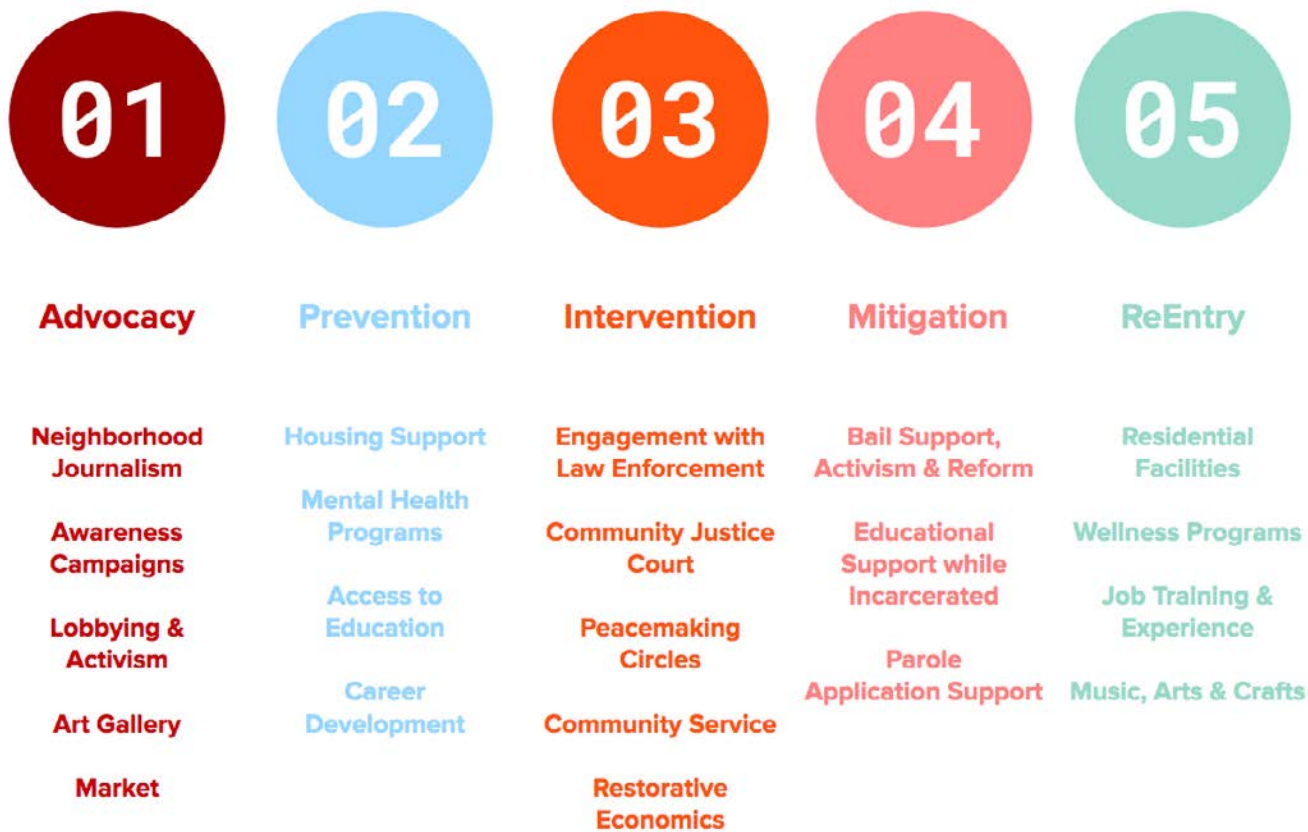 01
02
03
04
05
Advocacy
Prevention
Intervention
Mitigation
ReEntry
Neighborhood
Journalism
Awareness
Campaigns
Lobbying &
Activism
Art Gallery
Market
Housing Support
Mental Health
Programs
Access to
Education
Career
Development
Engagement with
Law Enforcement
Community Justice
Court
Peacemaking
Circles
Community Service
Restorative
Economics
Bail Support,
Activism & Reform
Educational
Support while
Incarcerated
Parole
Application Support
Residential
Facilities
Wellness Programs
Job Training &
Experience
Music, Arts & Crafts